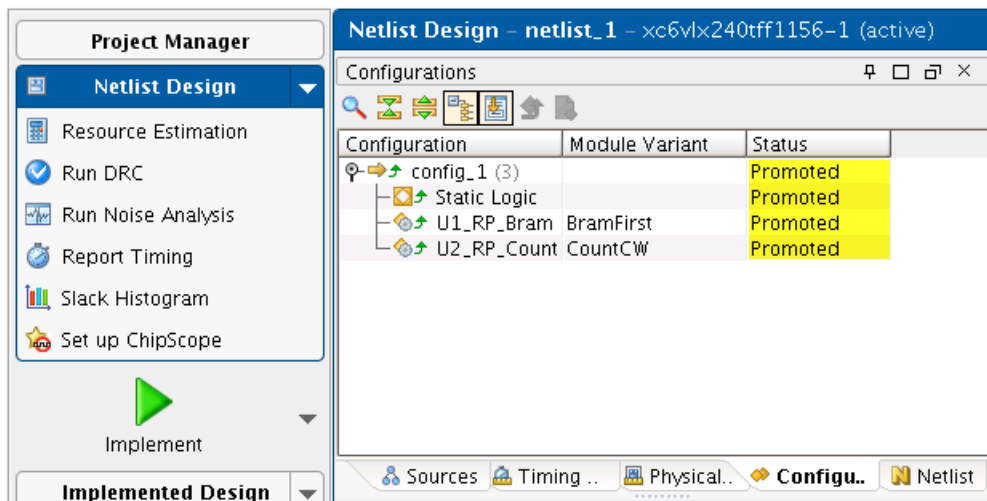 Project Manager
Netlist Design
Resource Estimation
Run DRC
Run Noise Analysis
Report Timing
Slack Histogram
Set up ChipScope
Implement
Implemented Design
Netlist Design - netlist_1 - xc6vlx240tff1156-1 (active)
Configurations
Configuration Module Variant Status
config_1 (3) Promoted
Static Logic Promoted
U1_RP_Bram BramFirst Promoted
U2_RP_Count CountCW Promoted
Sources Timing .. Physical.. Configu.. Netlist